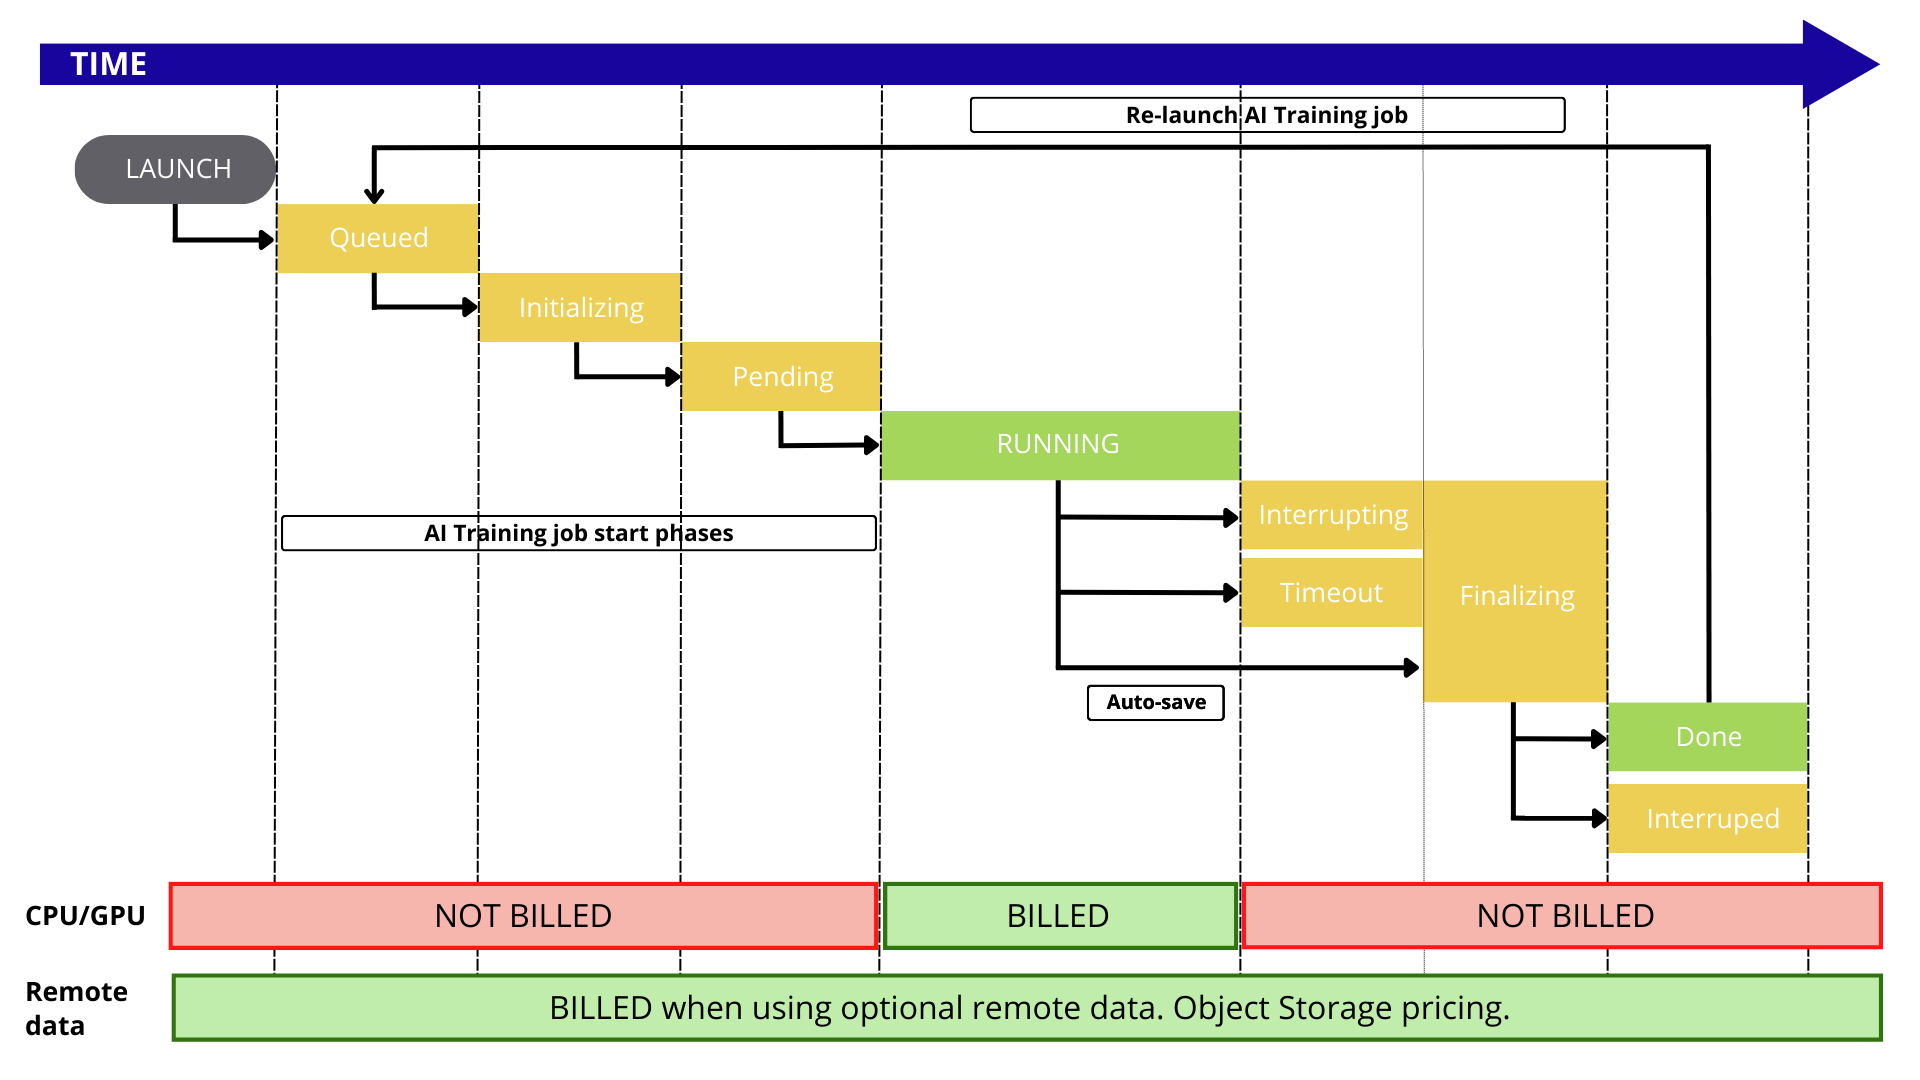 TIME
Re-launch AI Training job
LAUNCH
Queued
Initializing
Pending
RUNNING
Interrupting
AI Training job start phases
Timeout
Finalizing
Auto-save
Done
Interruped
CPU/GPU
NOT BILLED
BILLED
NOT BILLED
Remote
data
BILLED when using optional remote data. Object Storage pricing.